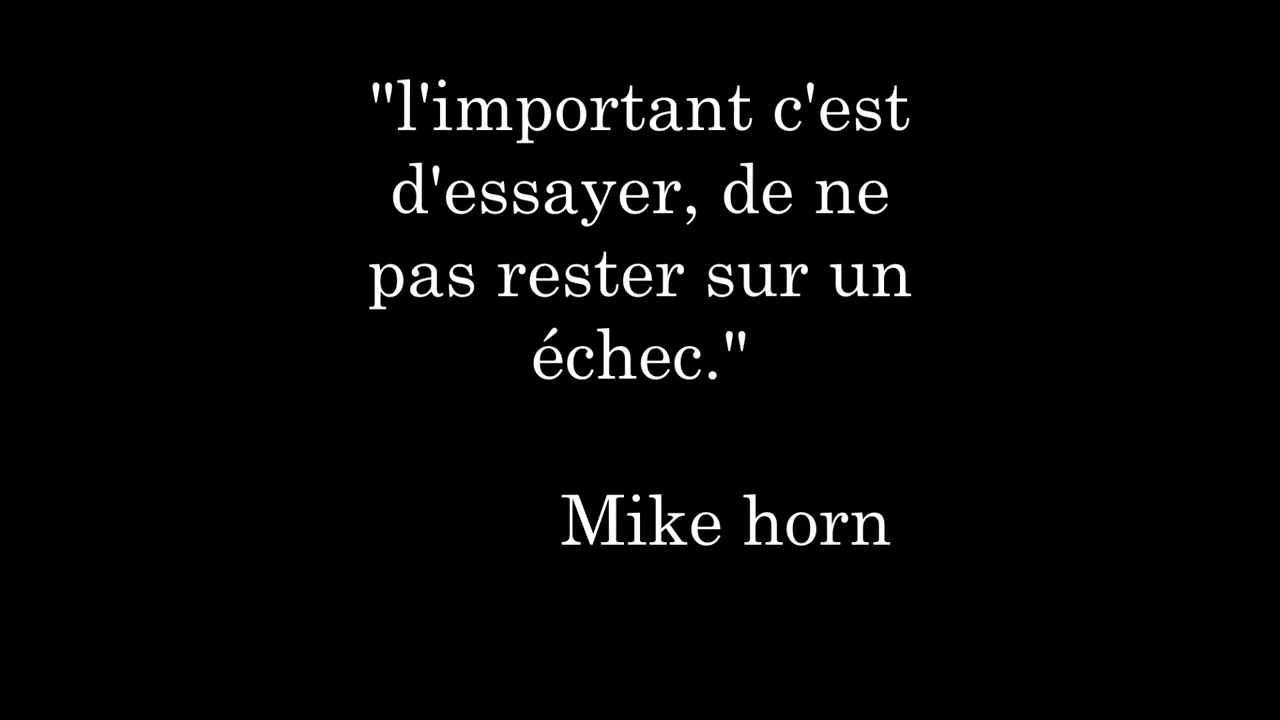 "l'important c'est
d'essayer, de ne
pas rester sur un
échec."
Mike horn